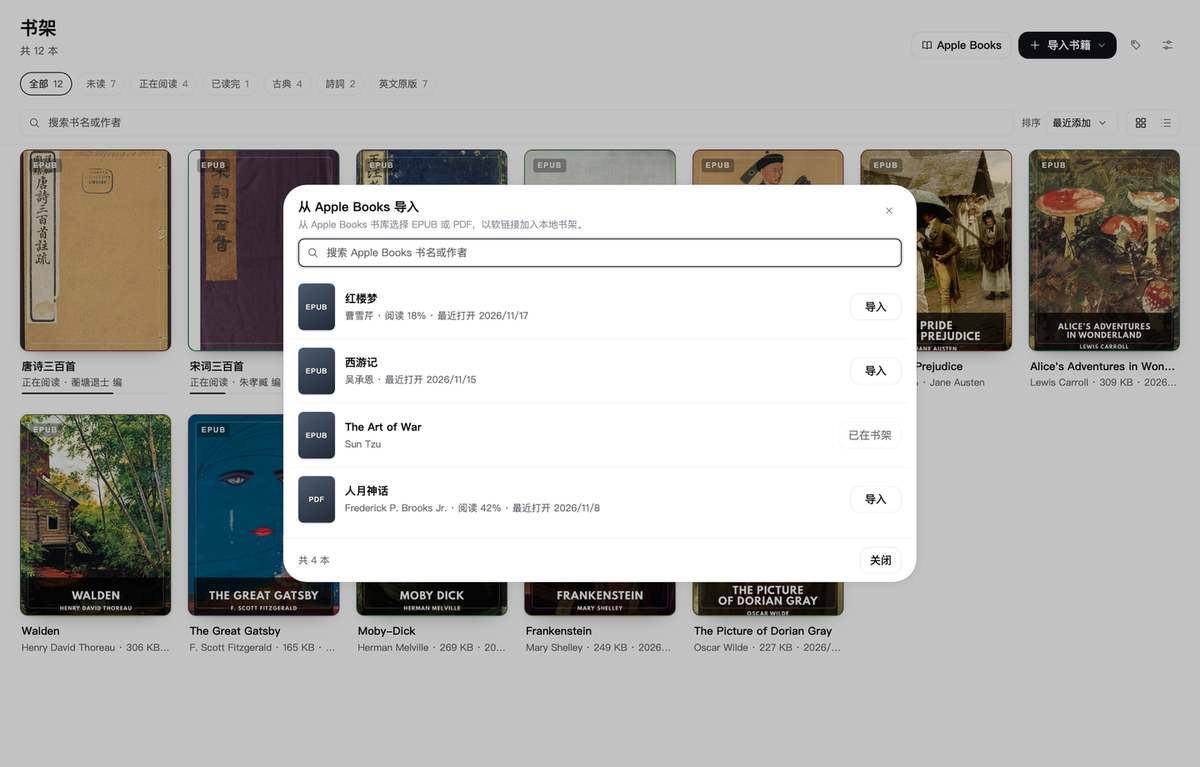 书架
共 12 本
Apple Books
导入书籍
全部 12
未读 7
正在阅读 4
已读完 1
古典 4
詩詞 2
英文原版 7
搜索书名或作者
排序
最近添加
EPUB
唐詩三百首註疏
EPUB
宋詞三百首
EPUB
EPUB
EPUB
EPUB
EPUB
从 Apple Books 导入
从 Apple Books 书库选择 EPUB 或 PDF，以软链接加入本地书架。
搜索 Apple Books 书名或作者
EPUB
红楼梦
曹雪芹 · 阅读 18% · 最近打开 2026/11/17
导入
EPUB
西游记
吴承恩 · 最近打开 2026/11/15
导入
EPUB
The Art of War
Sun Tzu
已在书架
PDF
人月神话
Frederick P. Brooks Jr. · 阅读 42% · 最近打开 2026/11/8
导入
共 4 本
关闭
PRIDE
PREJUDICE
JANE AUSTEN
ALICE'S ADVENTURES
IN WONDERLAND
LEWIS CARROLL
唐诗三百首
正在阅读 · 蘅塘退士 编
宋词三百首
正在阅读 · 朱孝臧 编
Prejudice
· Jane Austen
Alice's Adventures in Won...
Lewis Carroll · 309 KB · 2026...
EPUB
WALDEN
HENRY DAVID THOREAU
EPUB
THE GREAT GATSBY
F. SCOTT FITZGERALD
MOBY DICK
HERMAN MELVILLE
FRANKENSTEIN
MARY SHELLEY
THE PICTURE
OF DORIAN GRAY
OSCAR WILDE
Walden
Henry David Thoreau · 306 KB...
The Great Gatsby
F. Scott Fitzgerald · 165 KB · ...
Moby-Dick
Herman Melville · 269 KB · 20...
Frankenstein
Mary Shelley · 249 KB · 2026...
The Picture of Dorian Gray
Oscar Wilde · 227 KB · 2026/...